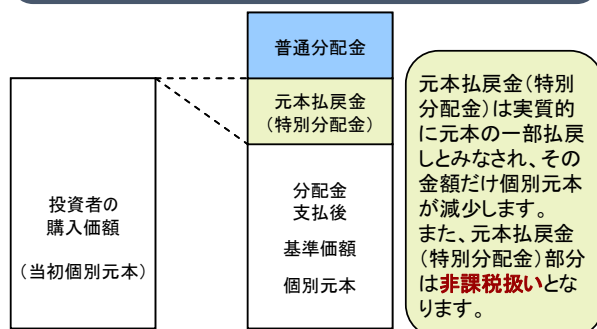 普通分配金
元本払戻金
（特別分配金）
投資者の
購入価額
（当初個別元本）
分配金
支払後
基準価額
個別元本
元本払戻金（特別
分配金）は実質的
に元本の一部払戻
しとみなされ、その
金額だけ個別元本
が減少します。
また、元本払戻金
（特別分配金）部分
は非課税扱いとな
ります。